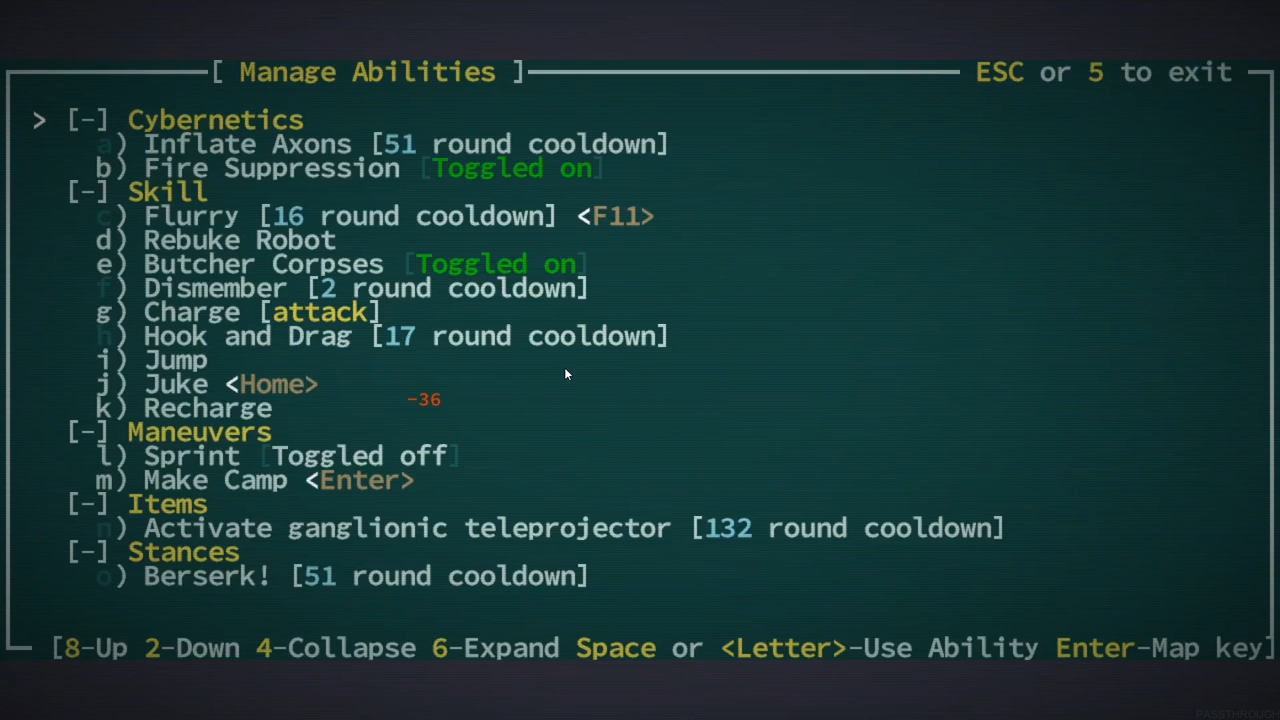 [ Manage Abilities ] ESC or 5 to exit
> [-] Cybernetics
a) Inflate Axons [51 round cooldown]
b) Fire Suppression [Toggled on]
[-] Skill
c) Flurry [16 round cooldown] <F11>
d) Rebuke Robot
e) Butcher Corpses [Toggled on]
f) Dismember [2 round cooldown]
g) Charge [attack]
h) Hook and Drag [17 round cooldown]
i) Jump
j) Juke <Home>
-36
k) Recharge
[-] Maneuvers
l) Sprint [Toggled off]
m) Make Camp <Enter>
[-] Items
n) Activate ganglionic teleprojector [132 round cooldown]
[-] Stances
o) Berserk! [51 round cooldown]
[8-Up 2-Down 4-Collapse 6-Expand Space or <Letter>-Use Ability Enter-Map key]